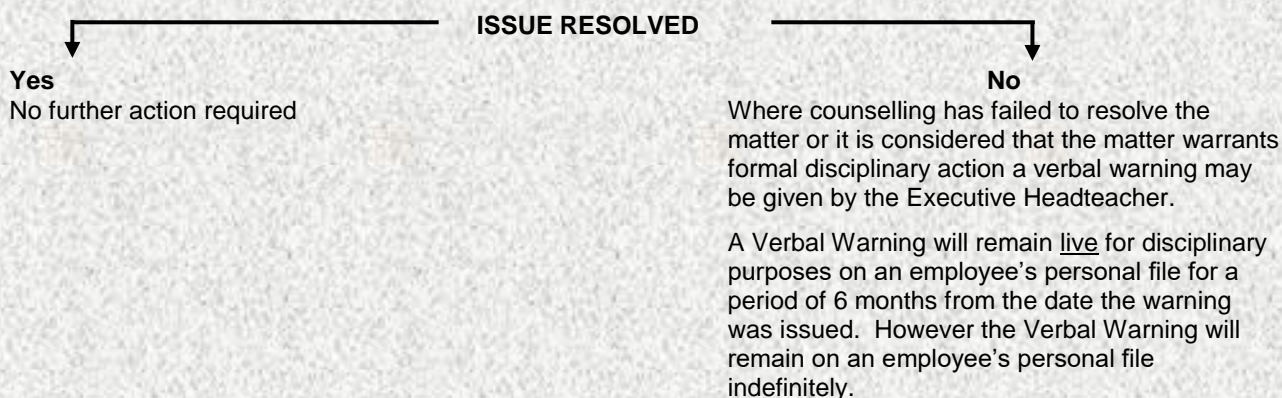 ISSUE RESOLVED
Yes
No further action required
No
Where counselling has failed to resolve the
matter or it is considered that the matter warrants
formal disciplinary action a verbal warning may
be given by the Executive Headteacher.
A Verbal Warning will remain live for disciplinary
purposes on an employee’s personal file for a
period of 6 months from the date the warning
was issued.  However the Verbal Warning will
remain on an employee’s personal file
indefinitely.